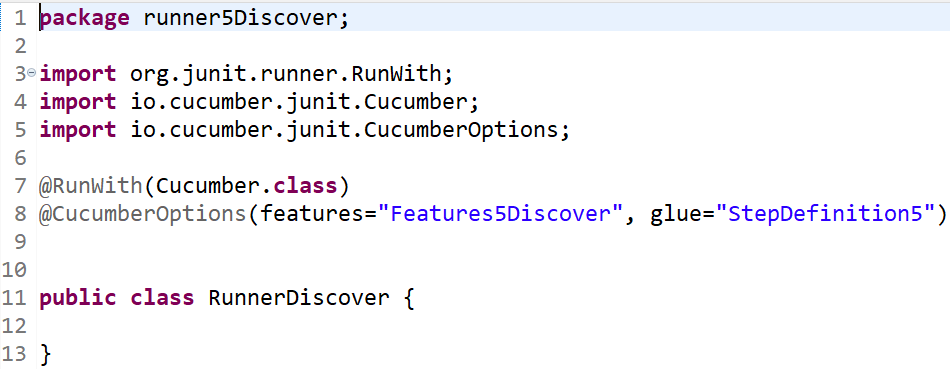 1 package runner5Discover;
2
3 import org.junit.runner.RunWith;
4 import io.cucumber.junit.Cucumber;
5 import io.cucumber.junit.CucumberOptions;
6
7 @RunWith(Cucumber.class)
8 @CucumberOptions(features="Features5Discover", glue="StepDefinition5")
9
10
11 public class RunnerDiscover {
12
13 }